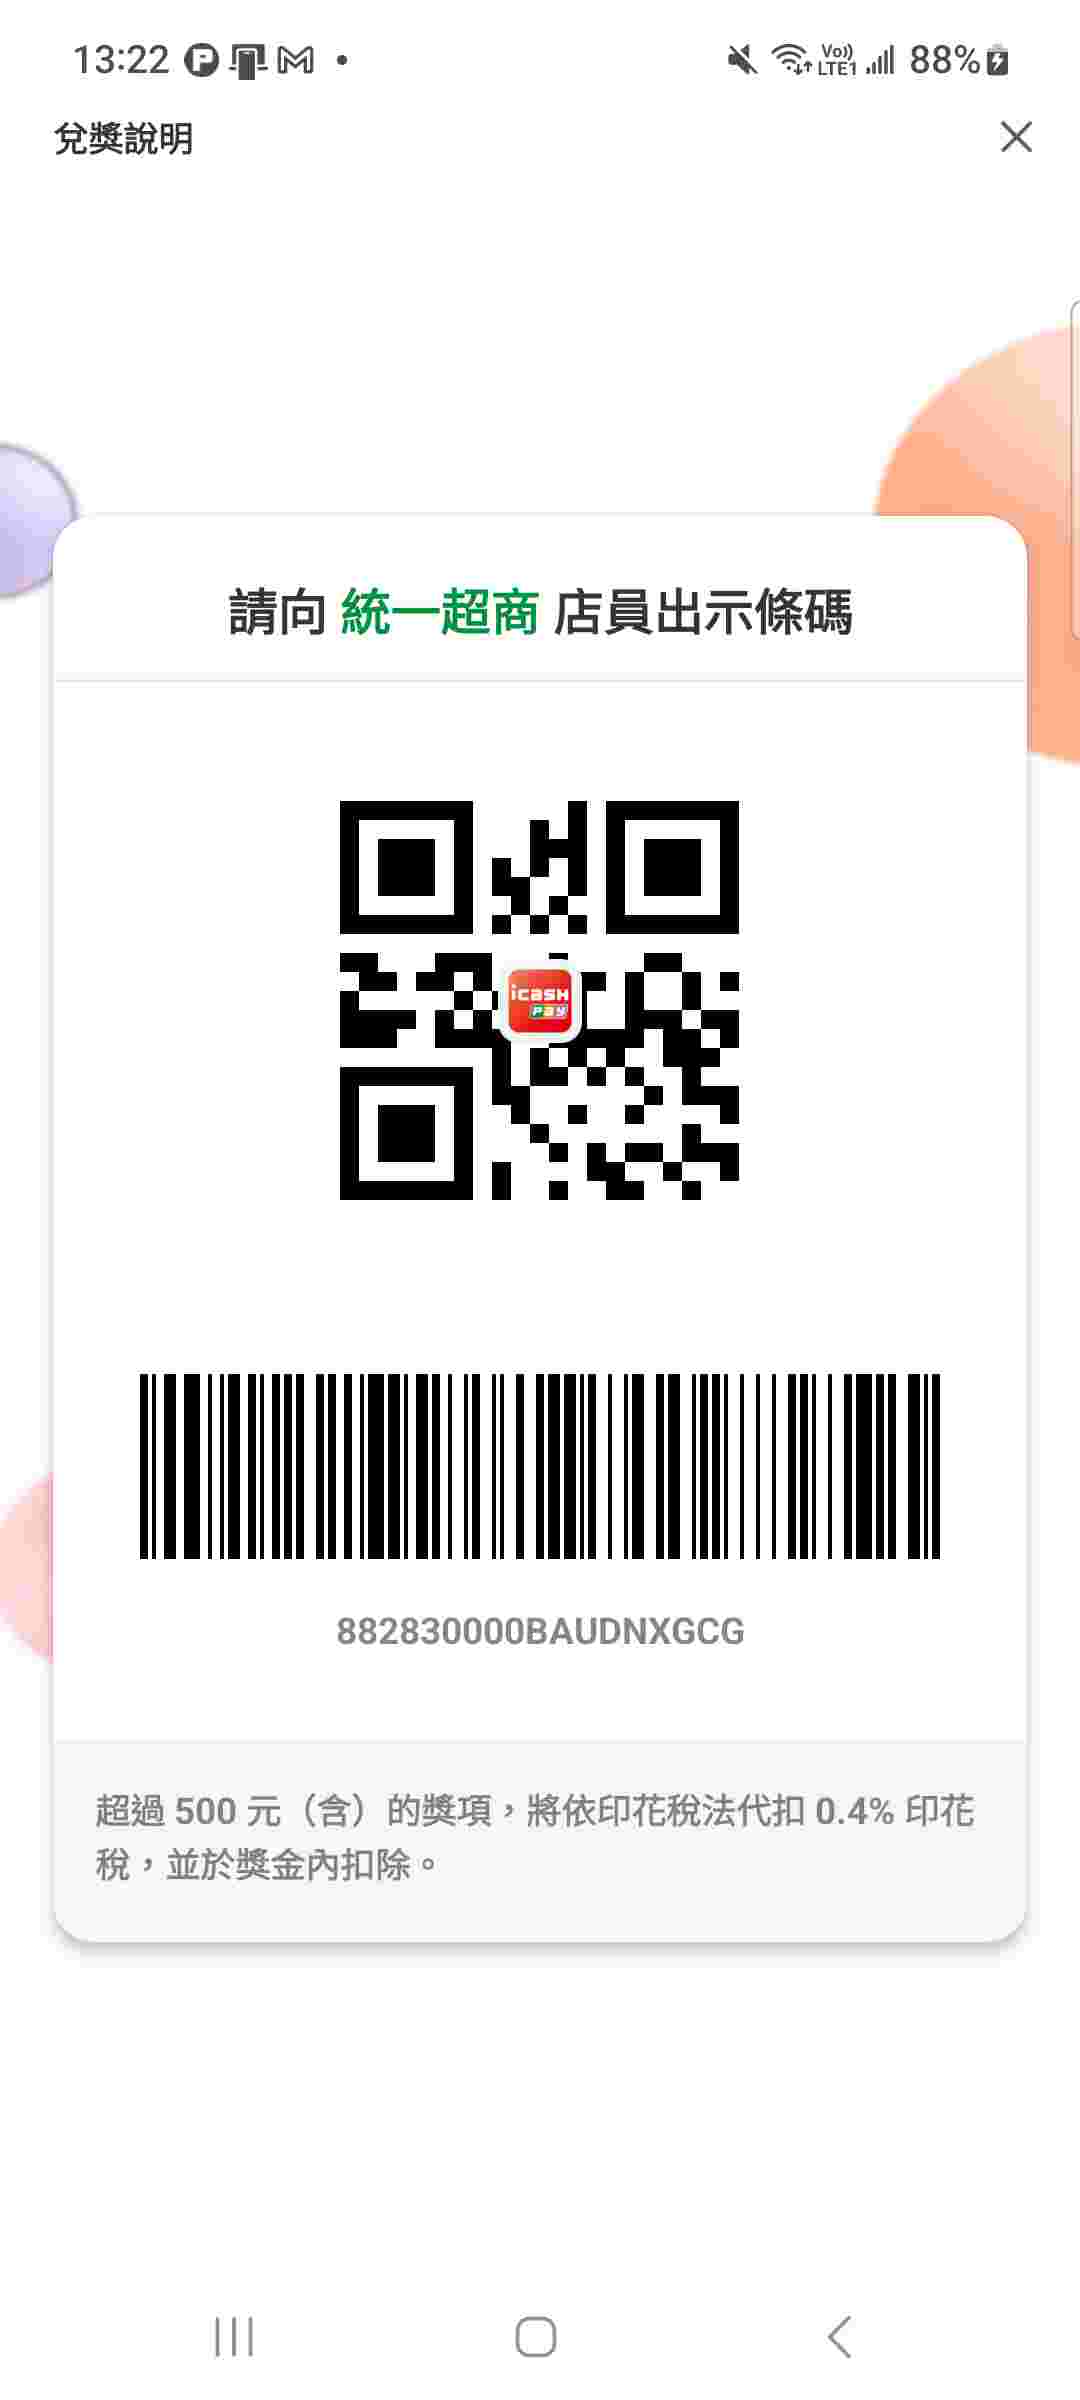 13:22
Vo))
LTE1
88%
兌獎說明
請向 統一超商 店員出示條碼
icash
Pay
882830000BAUDNXGCG
超過 500 元（含）的獎項，將依印花稅法代扣 0.4% 印花
稅，並於獎金內扣除。